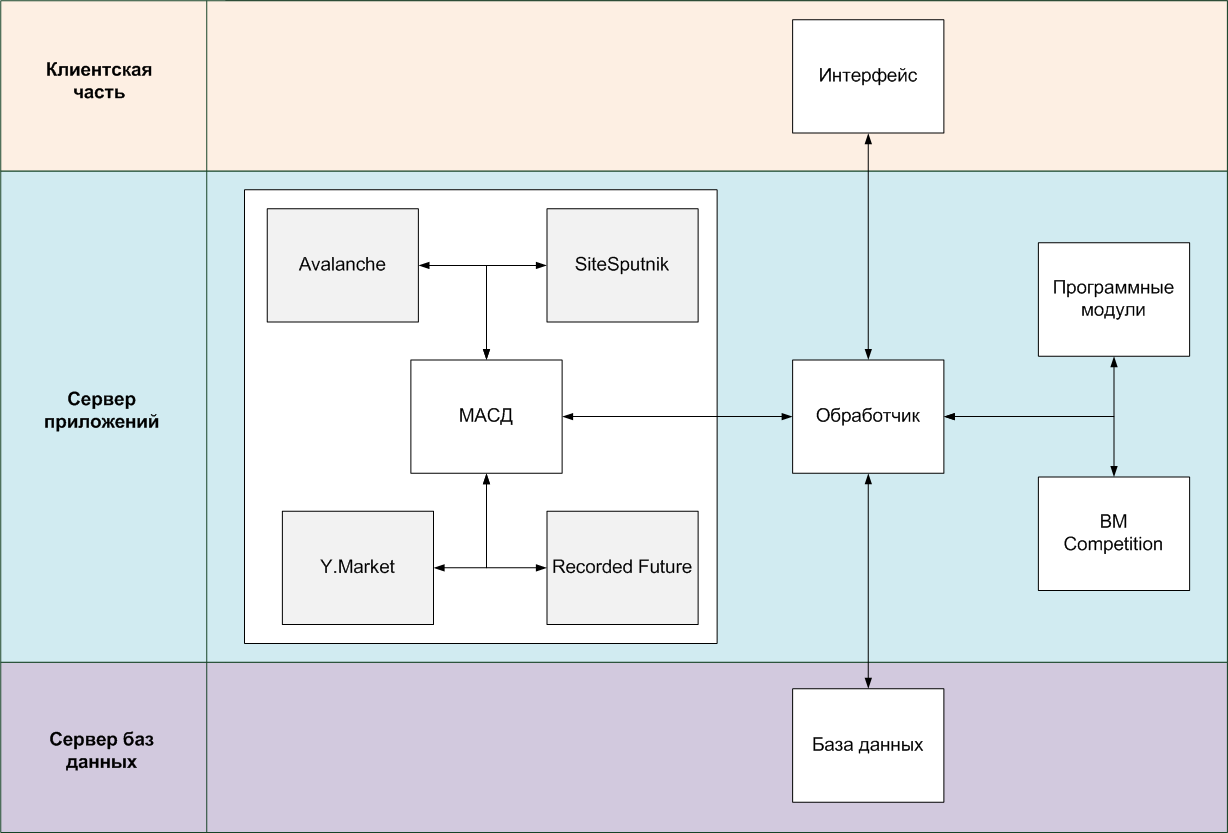 Клиентская
часть
Интерфейс
Сервер
приложений
Avalanche
SiteSputnik
МАСД
Y.Market
Recorded Future
Обработчик
Программные
модули
BM
Competition
Сервер баз
данных
База данных